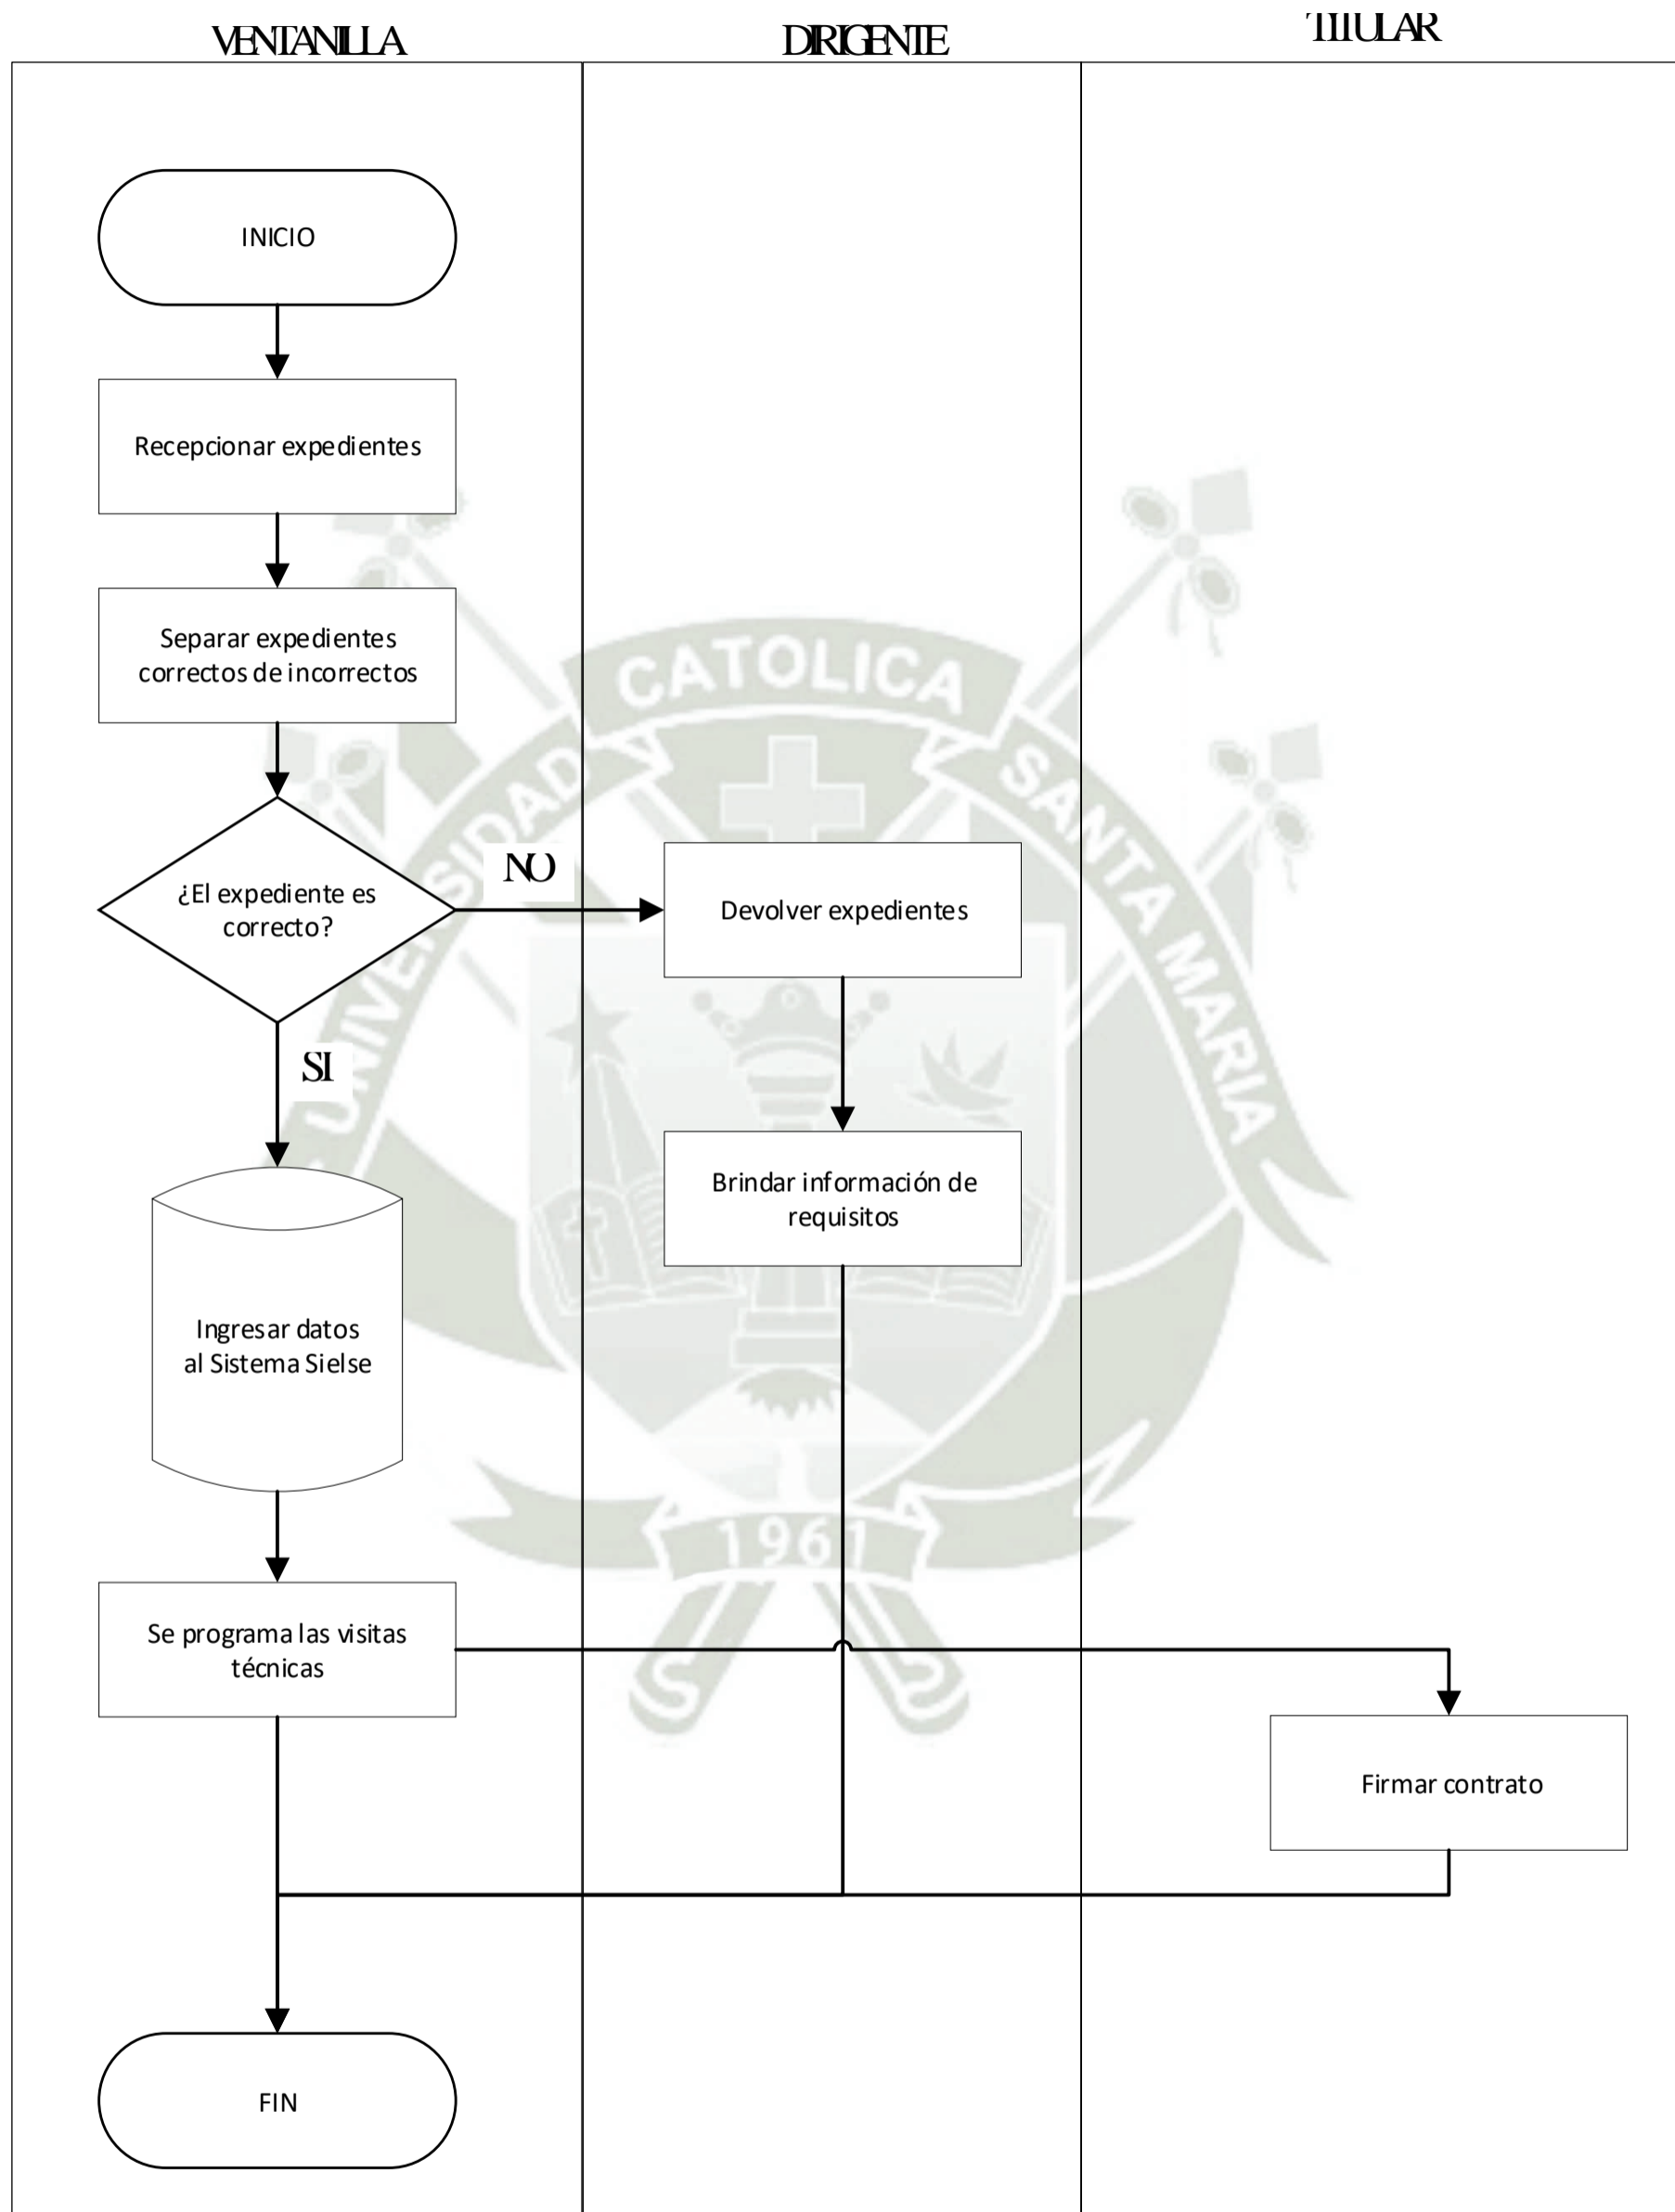 VENTANILLA
DIRIGENTE
TITULAR
INICIO
Recepcionar expedientes
Separar expedientes
correctos de incorrectos
¿El expediente es
correcto?
NO
Devolver expedientes
SI
Brindar información de
requisitos
Ingresar datos
al Sistema Sielse
Se programa las visitas
técnicas
Firmar contrato
FIN
UNIVERSIDAD CATOLICA SANTA MARIA
1961